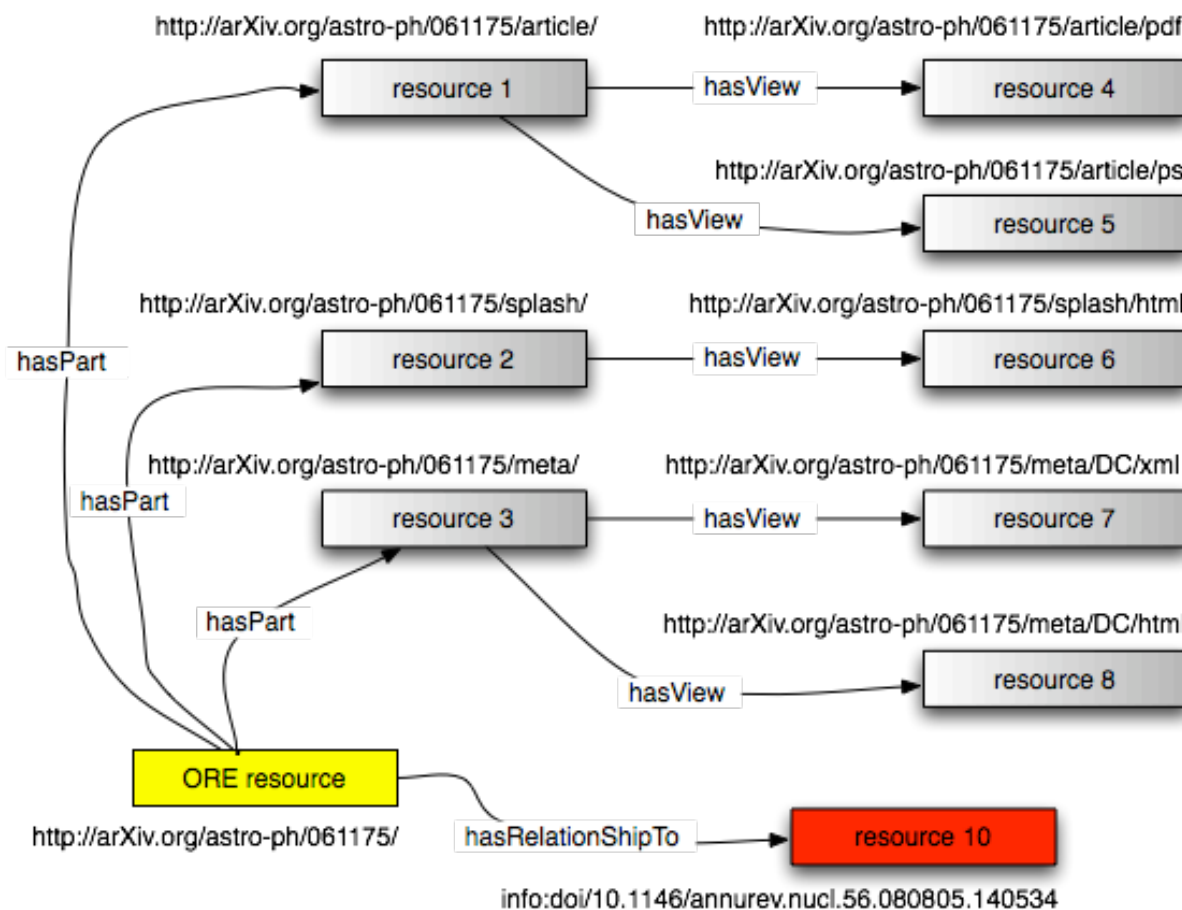 http://arXiv.org/astro-ph/061175/article/
http://arXiv.org/astro-ph/061175/article/pdf
resource 1
hasView
resource 4
http://arXiv.org/astro-ph/061175/article/ps
hasView
resource 5
http://arXiv.org/astro-ph/061175/splash/
http://arXiv.org/astro-ph/061175/splash/html
hasPart
resource 2
hasView
resource 6
http://arXiv.org/astro-ph/061175/meta/
http://arXiv.org/astro-ph/061175/meta/DC/xml
hasPart
resource 3
hasView
resource 7
hasPart
http://arXiv.org/astro-ph/061175/meta/DC/html
hasView
resource 8
ORE resource
http://arXiv.org/astro-ph/061175/
hasRelationShipTo
resource 10
info:doi/10.1146/annurev.nucl.56.080805.140534